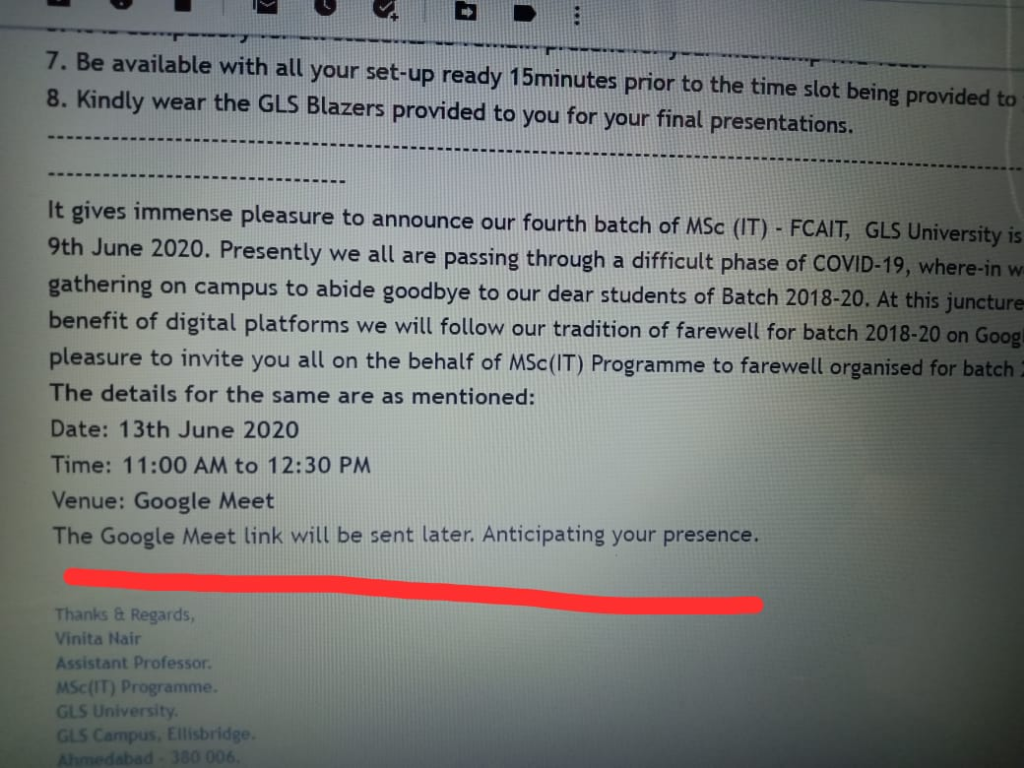 7. Be available with all your set-up ready 15minutes prior to the time slot being provided to
8. Kindly wear the GLS Blazers provided to you for your final presentations.
--------------------------------------------------------------------------------
------------------------------
It gives immense pleasure to announce our fourth batch of MSc (IT) - FCAIT, GLS University is
9th June 2020. Presently we all are passing through a difficult phase of COVID-19, where-in
gathering on campus to abide goodbye to our dear students of Batch 2018-20. At this juncture
benefit of digital platforms we will follow our tradition of farewell for batch 2018-20 on
pleasure to invite you all on the behalf of MSc(IT) Programme to farewell organised for batch
The details for the same are as mentioned:
Date: 13th June 2020
Time: 11:00 AM to 12:30 PM
Venue: Google Meet
The Google Meet link will be sent later. Anticipating your presence.
Thanks & Regards,
Vinita Nair
Assistant Professor.
MSc(IT) Programme.
GLS University.
GLS Campus, Ellisbridge.
Ahmedabad - 380 006.